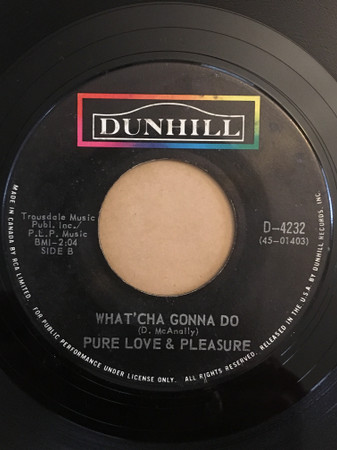 DUNHILL
Trousdale Music
Publ. Inc./
P.L.P. Music
BMI-2:04
SIDE B
D-4232
(45-01403)
WHAT'CHA GONNA DO
(D. McAnally)
PURE LOVE & PLEASURE
MADE IN CANADA BY RCA LIMITED. FOR PUBLIC PERFORMANCE UNDER LICENSE ONLY. ALL RIGHTS RESERVED. RELEASED IN THE U.S.A. BY DUNHILL RECORDS, INC.